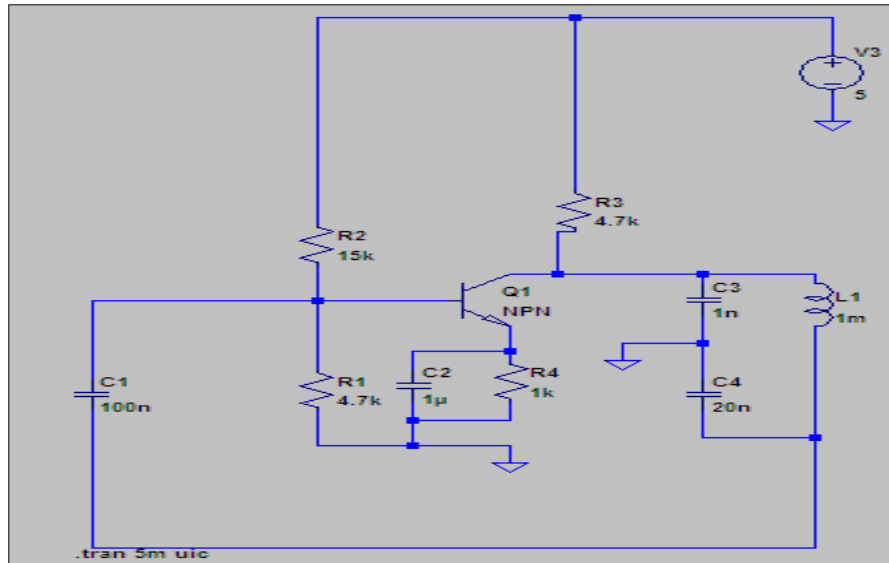 V3
5
R3
4.7k
R2
15k
Q1
NPN
C3
1n
L1
1m
C1
100n
R1
4.7k
C2
1µ
R4
1k
C4
20n
.tran 5m uic